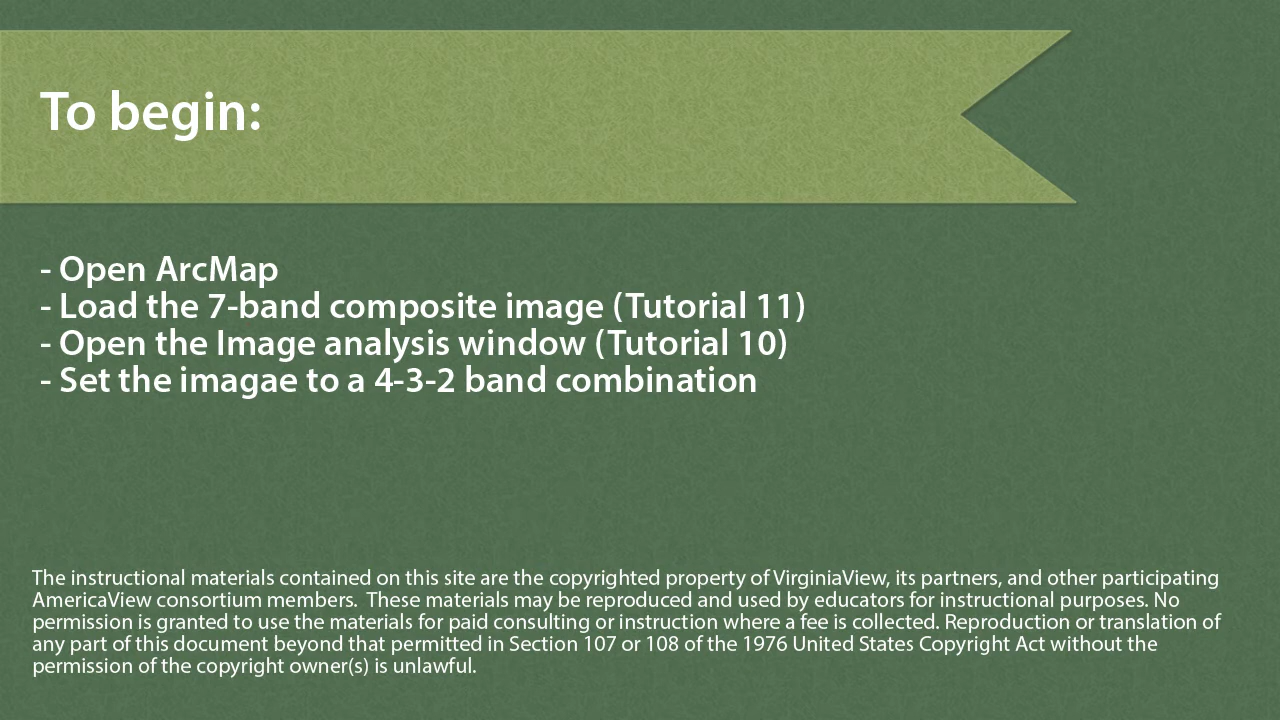 To begin:
- Open ArcMap
- Load the 7-band composite image (Tutorial 11)
- Open the Image analysis window (Tutorial 10)
- Set the imagae to a 4-3-2 band combination
The instructional materials contained on this site are the copyrighted property of VirginiaView, its partners, and other participating
AmericaView consortium members.  These materials may be reproduced and used by educators for instructional purposes. No
permission is granted to use the materials for paid consulting or instruction where a fee is collected. Reproduction or translation of
any part of this document beyond that permitted in Section 107 or 108 of the 1976 United States Copyright Act without the
permission of the copyright owner(s) is unlawful.